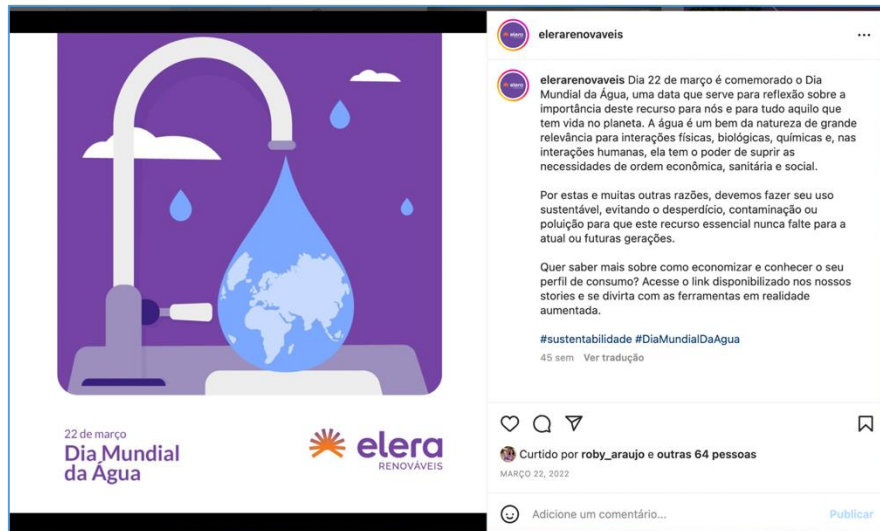 22 de março
Dia Mundial
da Água
elera
RENOVÁVEIS
elerarenovaveis
elerarenovaveis Dia 22 de março é comemorado o Dia
Mundial da Água, uma data que serve para reflexão sobre a
importância deste recurso para nós e para tudo aquilo que
tem vida no planeta. A água é um bem da natureza de grande
relevância para interações físicas, biológicas, químicas e, nas
interações humanas, ela tem o poder de suprir as
necessidades de ordem econômica, sanitária e social.
Por estas e muitas outras razões, devemos fazer seu uso
sustentável, evitando o desperdício, contaminação ou
poluição para que este recurso essencial nunca falte para a
atual ou futuras gerações.
Quer saber mais sobre como economizar e conhecer o seu
perfil de consumo? Acesse o link disponibilizado nos nossos
stories e se divirta com as ferramentas em realidade
aumentada.
#sustentabilidade #DiaMundialDaAgua
45 sem Ver tradução
Curtido por roby_araujo e outras 64 pessoas
MARÇO 22, 2022
Adicione um comentário... Publicar